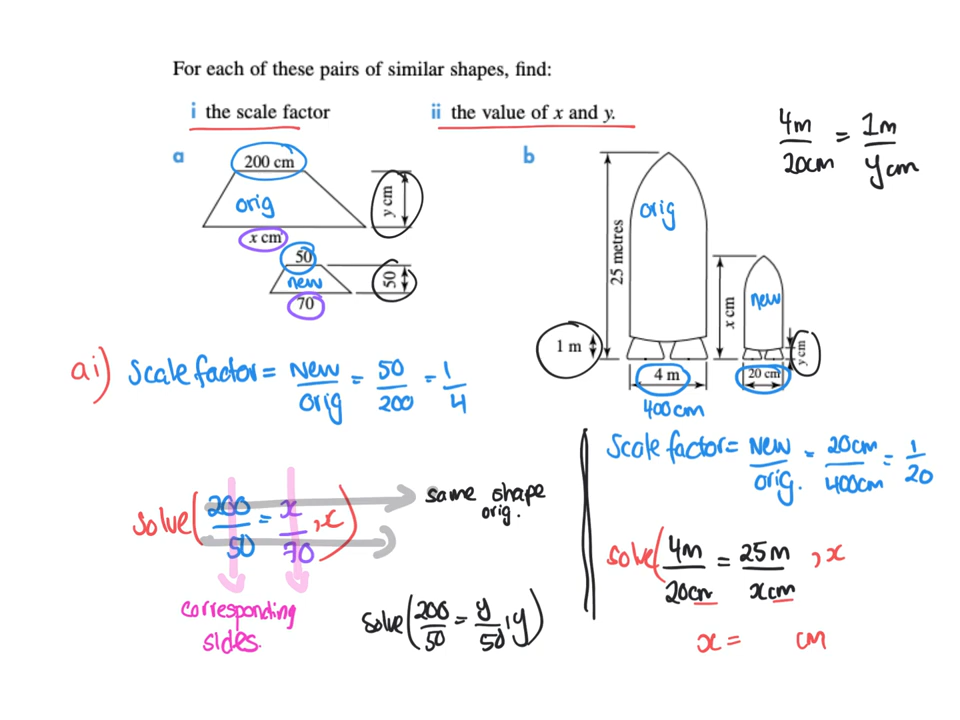 For each of these pairs of similar shapes, find:
i the scale factor
ii the value of x and y.
4m/20cm = 1m/y cm
a
200 cm
orig
x cm
y cm
50
new
70
50
b
orig
25 metres
1 m
4 m
400cm
new
x cm
20 cm
y cm
ai) Scale factor = New/orig = 50/200 = 1/4
Scale factor = New/orig. = 20cm/400cm = 1/20
solve(200/50 = x/70, x)
same shape
orig.
corresponding
sides.
solve(200/50 = y/50, y)
solve(4m/20cm = 25m/xcm, x
x = cm